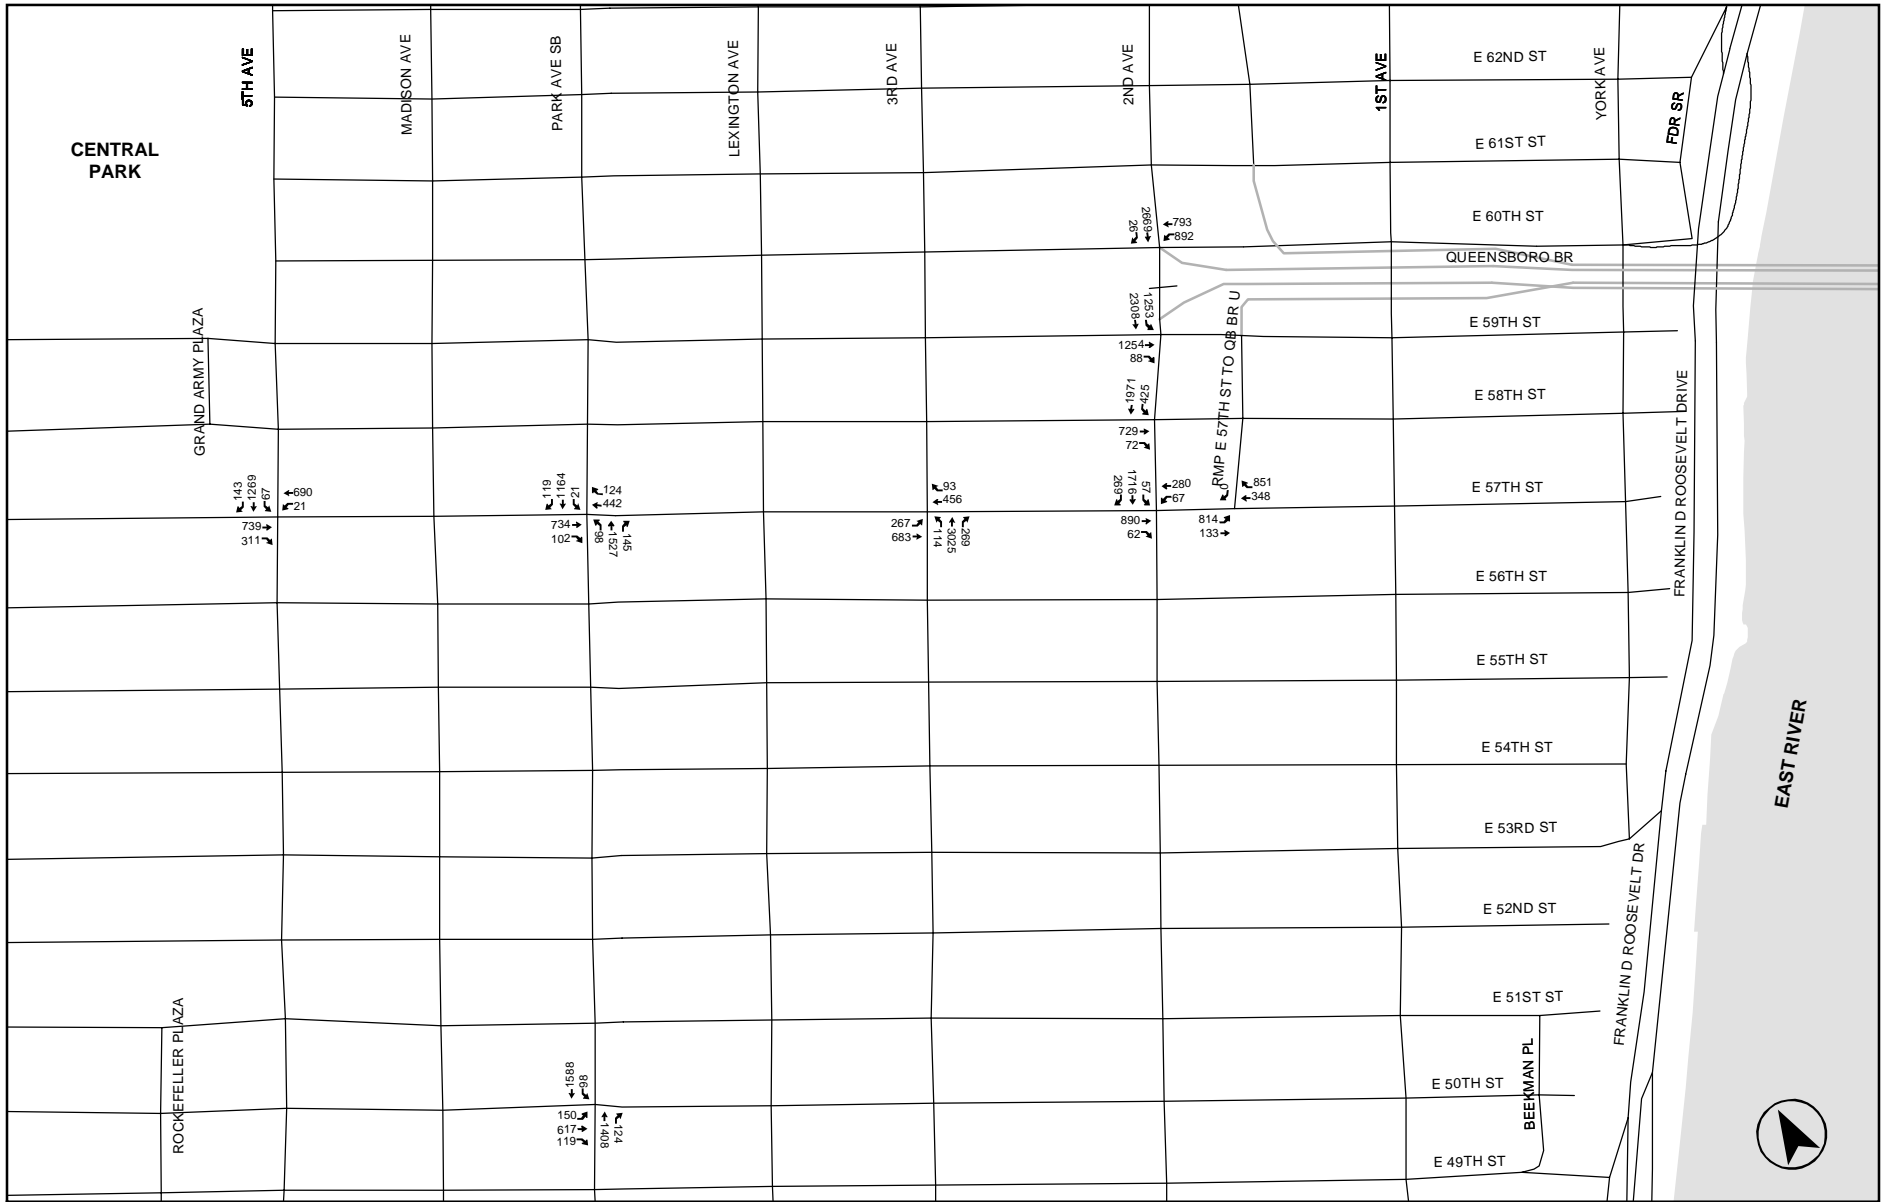 5TH AVE
MADISON AVE
PARK AVE SB
LEXINGTON AVE
3RD AVE
2ND AVE
1ST AVE
YORK AVE
FDR SR
E 62ND ST
CENTRAL
PARK
E 61ST ST
E 60TH ST
26
2669
793
892
QUEENSBORO BR
2308
1253
E 59TH ST
GRAND ARMY PLAZA
1254
88
RMP E 57TH ST TO QB BR U
1971
425
E 58TH ST
FRANKLIN D ROOSEVELT DRIVE
729
72
143
1269
67
690
21
739
311
119
1164
21
124
442
734
102
98
1527
145
93
456
267
683
114
3025
269
269
1716
57
280
67
890
62
0
851
348
814
133
E 57TH ST
E 56TH ST
E 55TH ST
E 54TH ST
EAST RIVER
E 53RD ST
FRANKLIN D ROOSEVELT DR
E 52ND ST
E 51ST ST
ROCKEFELLER PLAZA
1588
98
150
617
119
1408
124
E 50TH ST
BEEKMAN PL
E 49TH ST